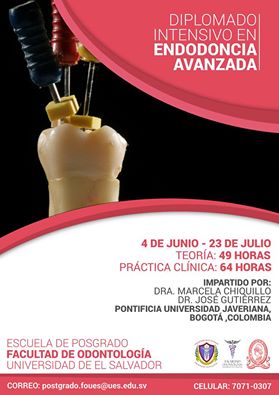 DIPLOMADO
INTENSIVO EN
ENDODONCIA
AVANZADA
4 DE JUNIO - 23 DE JULIO
TEORÍA: 49 HORAS
PRÁCTICA CLÍNICA: 64 HORAS
IMPARTIDO POR:
DRA. MARCELA CHIQUILLO
DR. JOSÉ GUTIÉRREZ
PONTIFICIA UNIVERSIDAD JAVERIANA,
BOGOTÁ ,COLOMBIA
ESCUELA DE POSGRADO
FACULTAD DE ODONTOLOGÍA
UNIVERSIDAD DE EL SALVADOR
CORREO: postgrado.foues@ues.edu.sv
CELULAR: 7071-0307